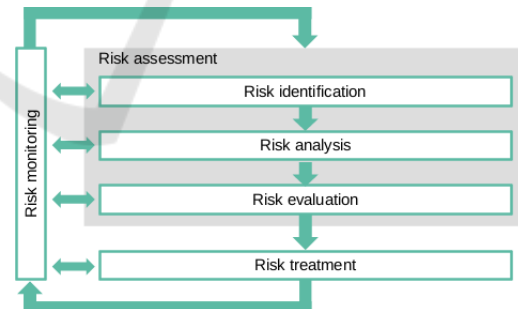 Risk assessment
Risk identification
Risk analysis
Risk evaluation
Risk treatment
Risk monitoring